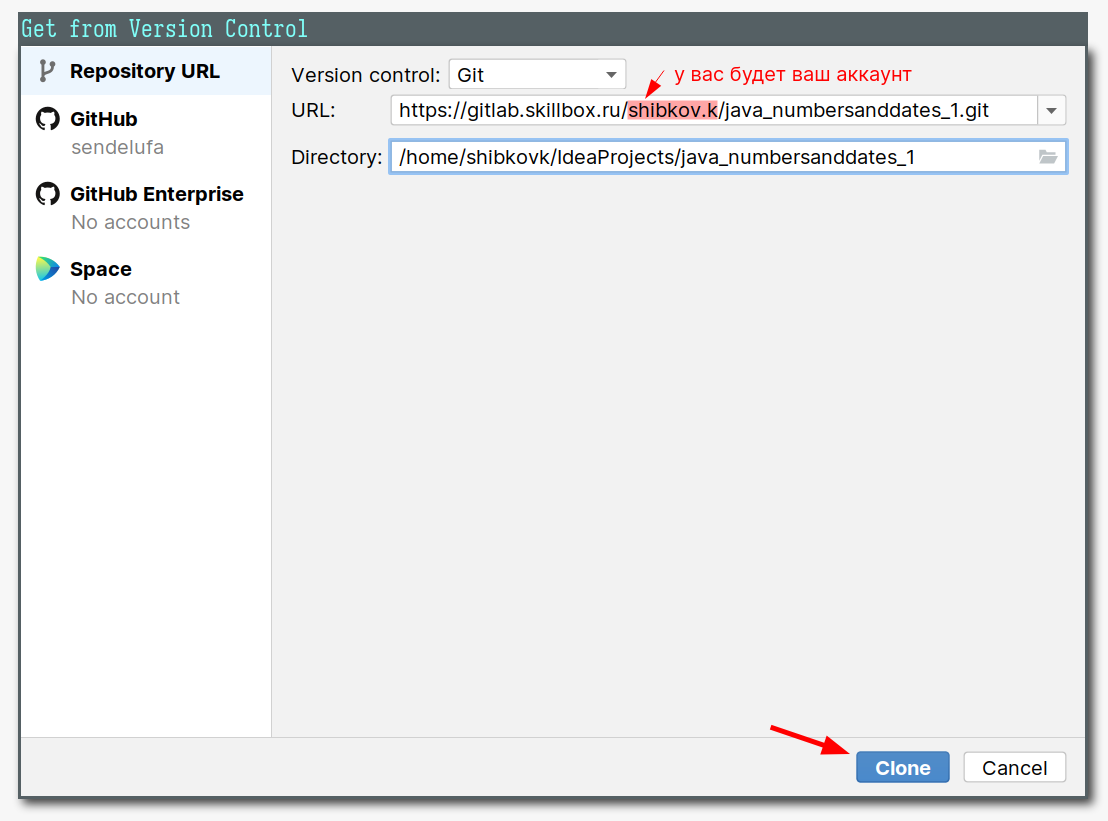 Get from Version Control
Repository URL
GitHub
sendelufa
GitHub Enterprise
No accounts
Space
No account
Version control: Git
у вас будет ваш аккаунт
URL: https://gitlab.skillbox.ru/shibkov.k/java_numbersanddates_1.git
Directory: /home/shibkovk/IdeaProjects/java_numbersanddates_1
Clone Cancel